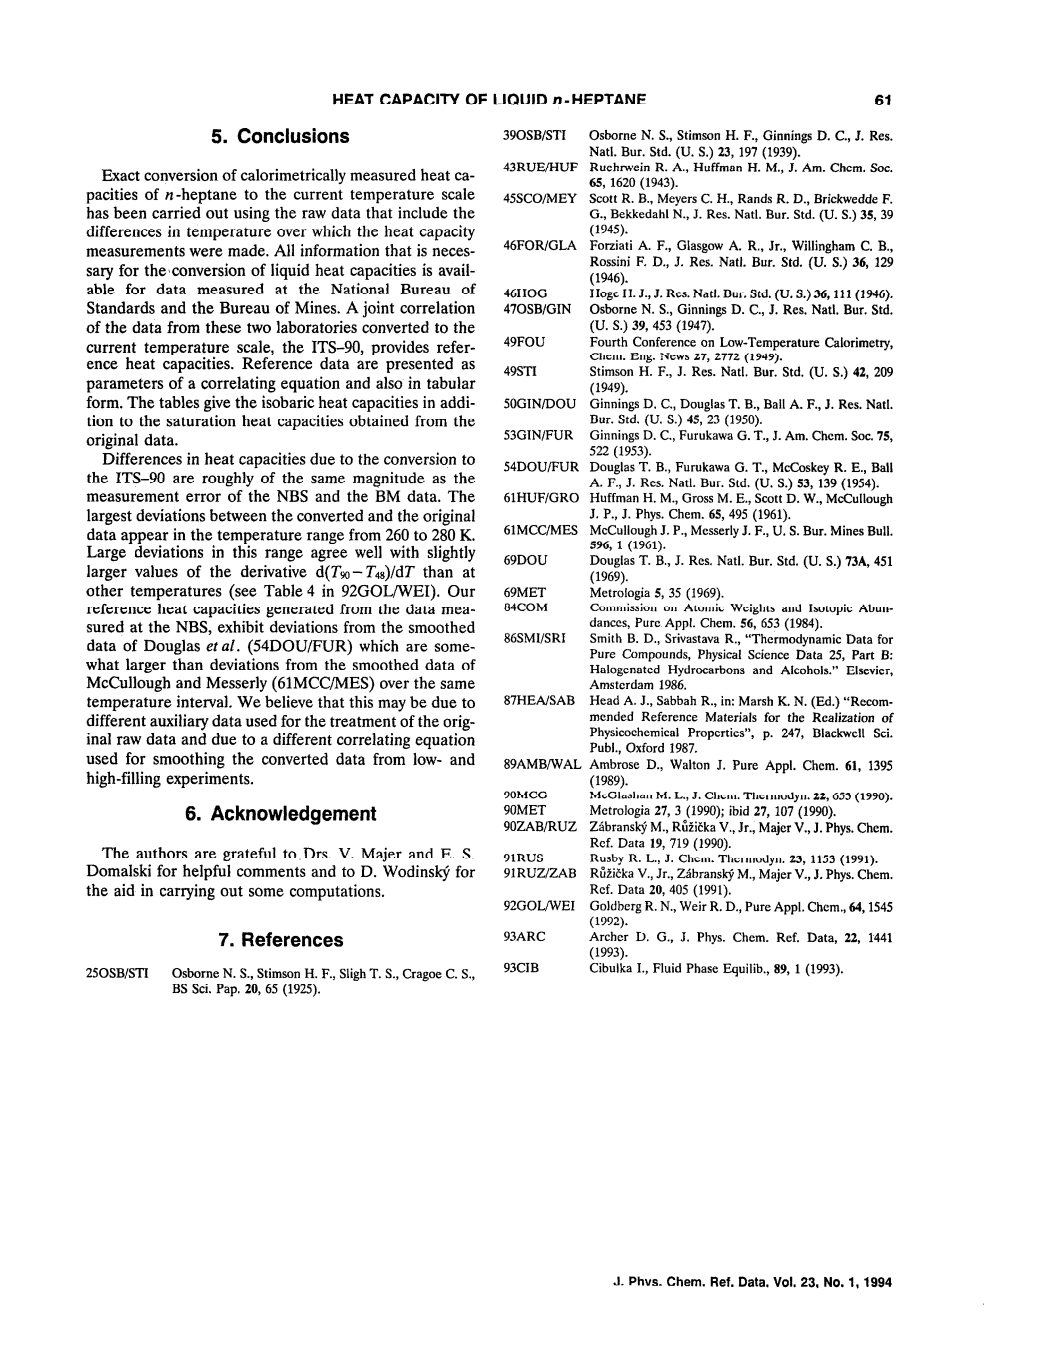 HEAT CAPACITY OF LIQUID n-HEPTANE 61
5. Conclusions
Exact conversion of calorimetrically measured heat ca-
pacities of n-heptane to the current temperature scale
has been carried out using the raw data that include the
differences in temperature over which the heat capacity
measurements were made. All information that is neces-
sary for the conversion of liquid heat capacities is avail-
able for data measured at the National Bureau of
Standards and the Bureau of Mines. A joint correlation
of the data from these two laboratories converted to the
current temperature scale, the ITS–90, provides refer-
ence heat capacities. Reference data are presented as
parameters of a correlating equation and also in tabular
form. The tables give the isobaric heat capacities in addi-
tion to the saturation heat capacities obtained from the
original data.
Differences in heat capacities due to the conversion to
the ITS–90 are roughly of the same magnitude as the
measurement error of the NBS and the BM data. The
largest deviations between the converted and the original
data appear in the temperature range from 260 to 280 K.
Large deviations in this range agree well with slightly
larger values of the derivative d(T90 – T48)/dT than at
other temperatures (see Table 4 in 92GOL/WEI). Our
reference heat capacities generated from the data mea-
sured at the NBS, exhibit deviations from the smoothed
data of Douglas et al. (54DOU/FUR) which are some-
what larger than deviations from the smoothed data of
McCullough and Messerly (61MCC/MES) over the same
temperature interval. We believe that this may be due to
different auxiliary data used for the treatment of the orig-
inal raw data and due to a different correlating equation
used for smoothing the converted data from low- and
high-filling experiments.
6. Acknowledgement
The authors are grateful to Drs. V. Majer and E. S.
Domalski for helpful comments and to D. Wodinský for
the aid in carrying out some computations.
7. References
25OSB/STI Osborne N. S., Stimson H. F., Sligh T. S., Cragoe C. S.,
BS Sci. Pap. 20, 65 (1925).
39OSB/STI Osborne N. S., Stimson H. F., Ginnings D. C., J. Res.
Natl. Bur. Std. (U. S.) 23, 197 (1939).
43RUE/HUF Ruehrwein R. A., Huffman H. M., J. Am. Chem. Soc.
65, 1620 (1943).
45SCO/MEY Scott R. B., Meyers C. H., Rands R. D., Brickwedde F.
G., Bekkedahl N., J. Res. Natl. Bur. Std. (U. S.) 35, 39
(1945).
46FOR/GLA Forziati A. F., Glasgow A. R., Jr., Willingham C. B.,
Rossini F. D., J. Res. Natl. Bur. Std. (U. S.) 36, 129
(1946).
46HOG Hoge H. J., J. Res. Natl. Bur. Std. (U. S.) 36, 111 (1946).
47OSB/GIN Osborne N. S., Ginnings D. C., J. Res. Natl. Bur. Std.
(U. S.) 39, 453 (1947).
49FOU Fourth Conference on Low-Temperature Calorimetry,
Chem. Eng. News 27, 2772 (1949).
49STI Stimson H. F., J. Res. Natl. Bur. Std. (U. S.) 42, 209
(1949).
50GIN/DOU Ginnings D. C., Douglas T. B., Ball A. F., J. Res. Natl.
Bur. Std. (U. S.) 45, 23 (1950).
53GIN/FUR Ginnings D. C., Furukawa G. T., J. Am. Chem. Soc. 75,
522 (1953).
54DOU/FUR Douglas T. B., Furukawa G. T., McCoskey R. E., Ball
A. F., J. Res. Natl. Bur. Std. (U. S.) 53, 139 (1954).
61HUF/GRO Huffman H. M., Gross M. E., Scott D. W., McCullough
J. P., J. Phys. Chem. 65, 495 (1961).
61MCC/MES McCullough J. P., Messerly J. F., U. S. Bur. Mines Bull.
596, 1 (1961).
69DOU Douglas T. B., J. Res. Natl. Bur. Std. (U. S.) 73A, 451
(1969).
69MET Metrologia 5, 35 (1969).
84COM Commission on Atomic Weights and Isotopic Abun-
dances, Pure Appl. Chem. 56, 653 (1984).
86SMI/SRI Smith B. D., Srivastava R., “Thermodynamic Data for
Pure Compounds, Physical Science Data 25, Part B:
Halogenated Hydrocarbons and Alcohols.” Elsevier,
Amsterdam 1986.
87HEA/SAB Head A. J., Sabbah R., in: Marsh K. N. (Ed.) “Recom-
mended Reference Materials for the Realization of
Physicochemical Properties”, p. 247, Blackwell Sci.
Publ., Oxford 1987.
89AMB/WAL Ambrose D., Walton J. Pure Appl. Chem. 61, 1395
(1989).
90MCG McGlashan M. L., J. Chem. Thermodyn. 22, 653 (1990).
90MET Metrologia 27, 3 (1990); ibid 27, 107 (1990).
90ZAB/RUZ Zábranský M., Růžička V., Jr., Majer V., J. Phys. Chem.
Ref. Data 19, 719 (1990).
91RUS Rusby R. L., J. Chem. Thermodyn. 23, 1153 (1991).
91RUZ/ZAB Růžička V., Jr., Zábranský M., Majer V., J. Phys. Chem.
Ref. Data 20, 405 (1991).
92GOL/WEI Goldberg R. N., Weir R. D., Pure Appl. Chem., 64, 1545
(1992).
93ARC Archer D. G., J. Phys. Chem. Ref. Data, 22, 1441
(1993).
93CIB Cibulka I., Fluid Phase Equilib., 89, 1 (1993).
J. Phys. Chem. Ref. Data, Vol. 23, No. 1, 1994